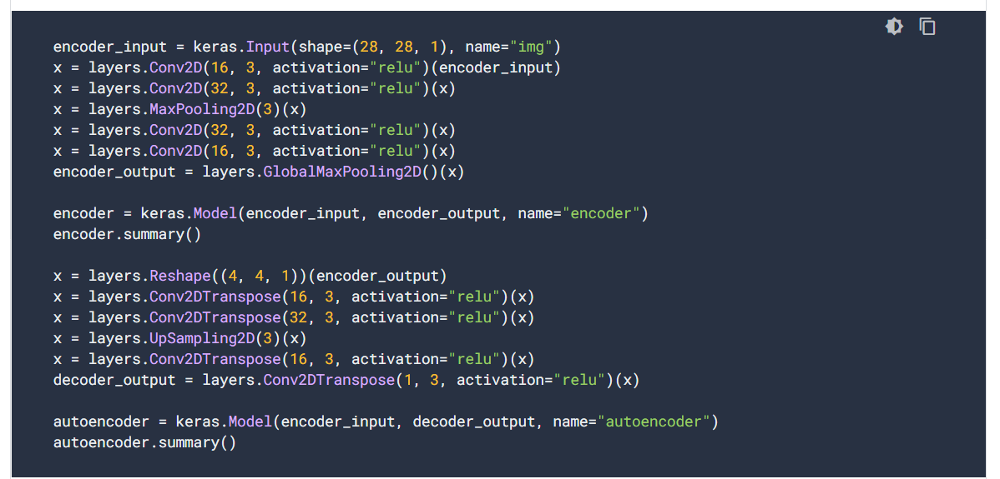 encoder_input = keras.Input(shape=(28, 28, 1), name="img")
x = layers.Conv2D(16, 3, activation="relu")(encoder_input)
x = layers.Conv2D(32, 3, activation="relu")(x)
x = layers.MaxPooling2D(3)(x)
x = layers.Conv2D(32, 3, activation="relu")(x)
x = layers.Conv2D(16, 3, activation="relu")(x)
encoder_output = layers.GlobalMaxPooling2D()(x)

encoder = keras.Model(encoder_input, encoder_output, name="encoder")
encoder.summary()

x = layers.Reshape((4, 4, 1))(encoder_output)
x = layers.Conv2DTranspose(16, 3, activation="relu")(x)
x = layers.Conv2DTranspose(32, 3, activation="relu")(x)
x = layers.UpSampling2D(3)(x)
x = layers.Conv2DTranspose(16, 3, activation="relu")(x)
decoder_output = layers.Conv2DTranspose(1, 3, activation="relu")(x)

autoencoder = keras.Model(encoder_input, decoder_output, name="autoencoder")
autoencoder.summary()